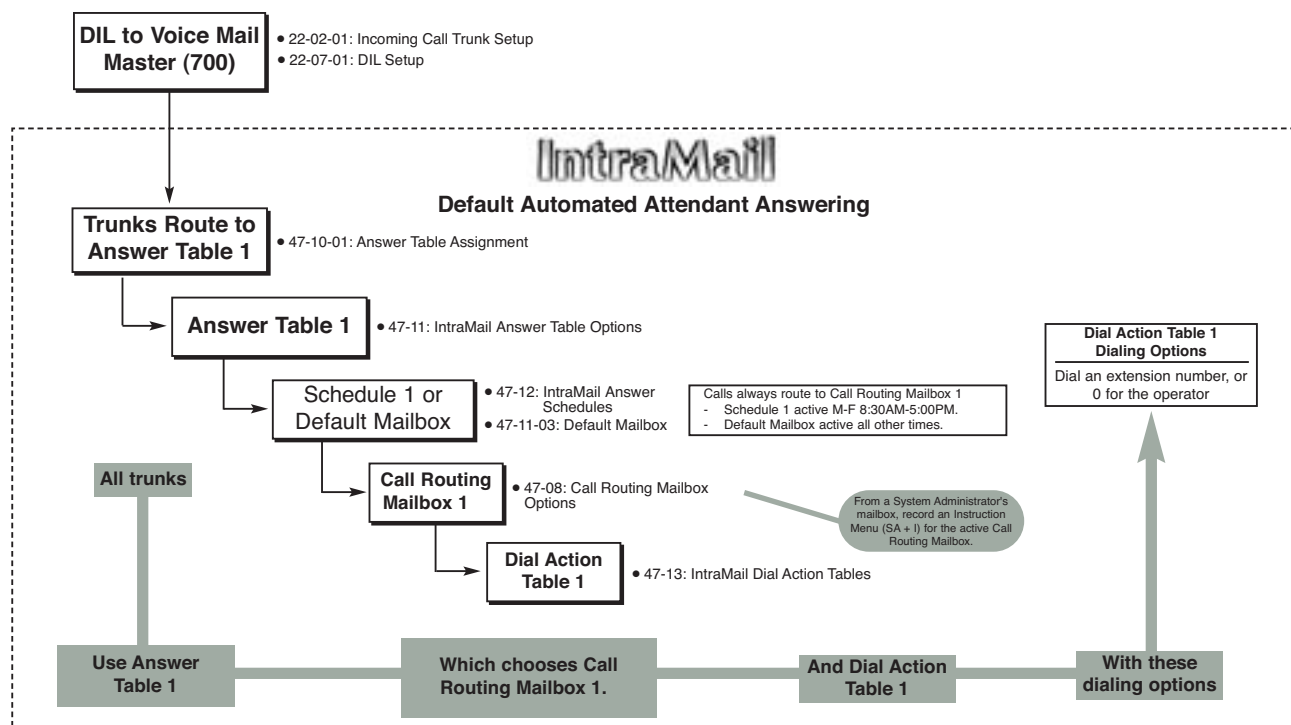 DIL to Voice Mail
Master (700)
• 22-02-01: Incoming Call Trunk Setup
• 22-07-01: DIL Setup
IntraMail
Default Automated Attendant Answering
Trunks Route to
Answer Table 1
• 47-10-01: Answer Table Assignment
Answer Table 1
• 47-11: IntraMail Answer Table Options
Schedule 1 or
Default Mailbox
• 47-12: IntraMail Answer
Schedules
• 47-11-03: Default Mailbox
Calls always route to Call Routing Mailbox 1
- Schedule 1 active M-F 8:30AM-5:00PM.
- Default Mailbox active all other times.
Dial Action Table 1
Dialing Options
Dial an extension number, or
0 for the operator
Call Routing
Mailbox 1
• 47-08: Call Routing Mailbox
Options
From a System Administrator's
mailbox, record an Instruction
Menu (SA + I) for the active Call
Routing Mailbox.
Dial Action
Table 1
• 47-13: IntraMail Dial Action Tables
All trunks
Use Answer
Table 1
Which chooses Call
Routing Mailbox 1.
And Dial Action
Table 1
With these
dialing options